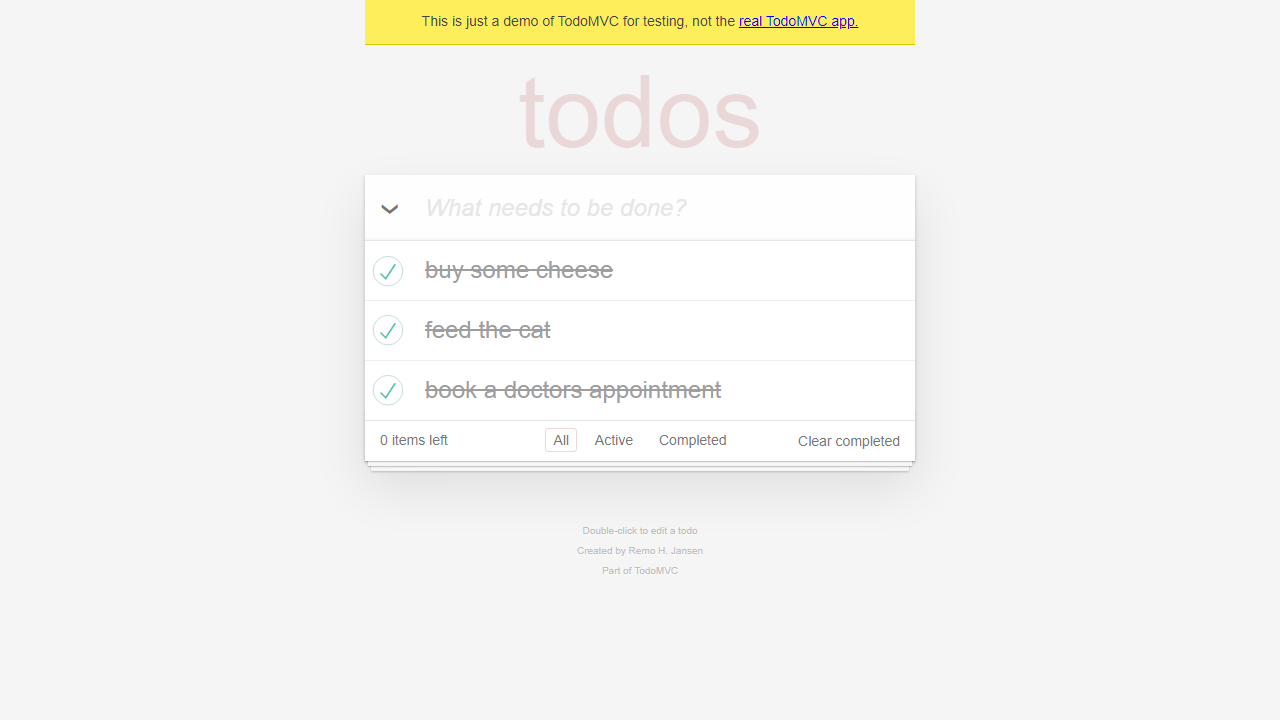 This is just a demo of TodoMVC for testing, not the real TodoMVC app.
todos
What needs to be done?
buy some cheese
feed the cat
book a doctors appointment
0 items left All Active Completed Clear completed
Double-click to edit a todo
Created by Remo H. Jansen
Part of TodoMVC